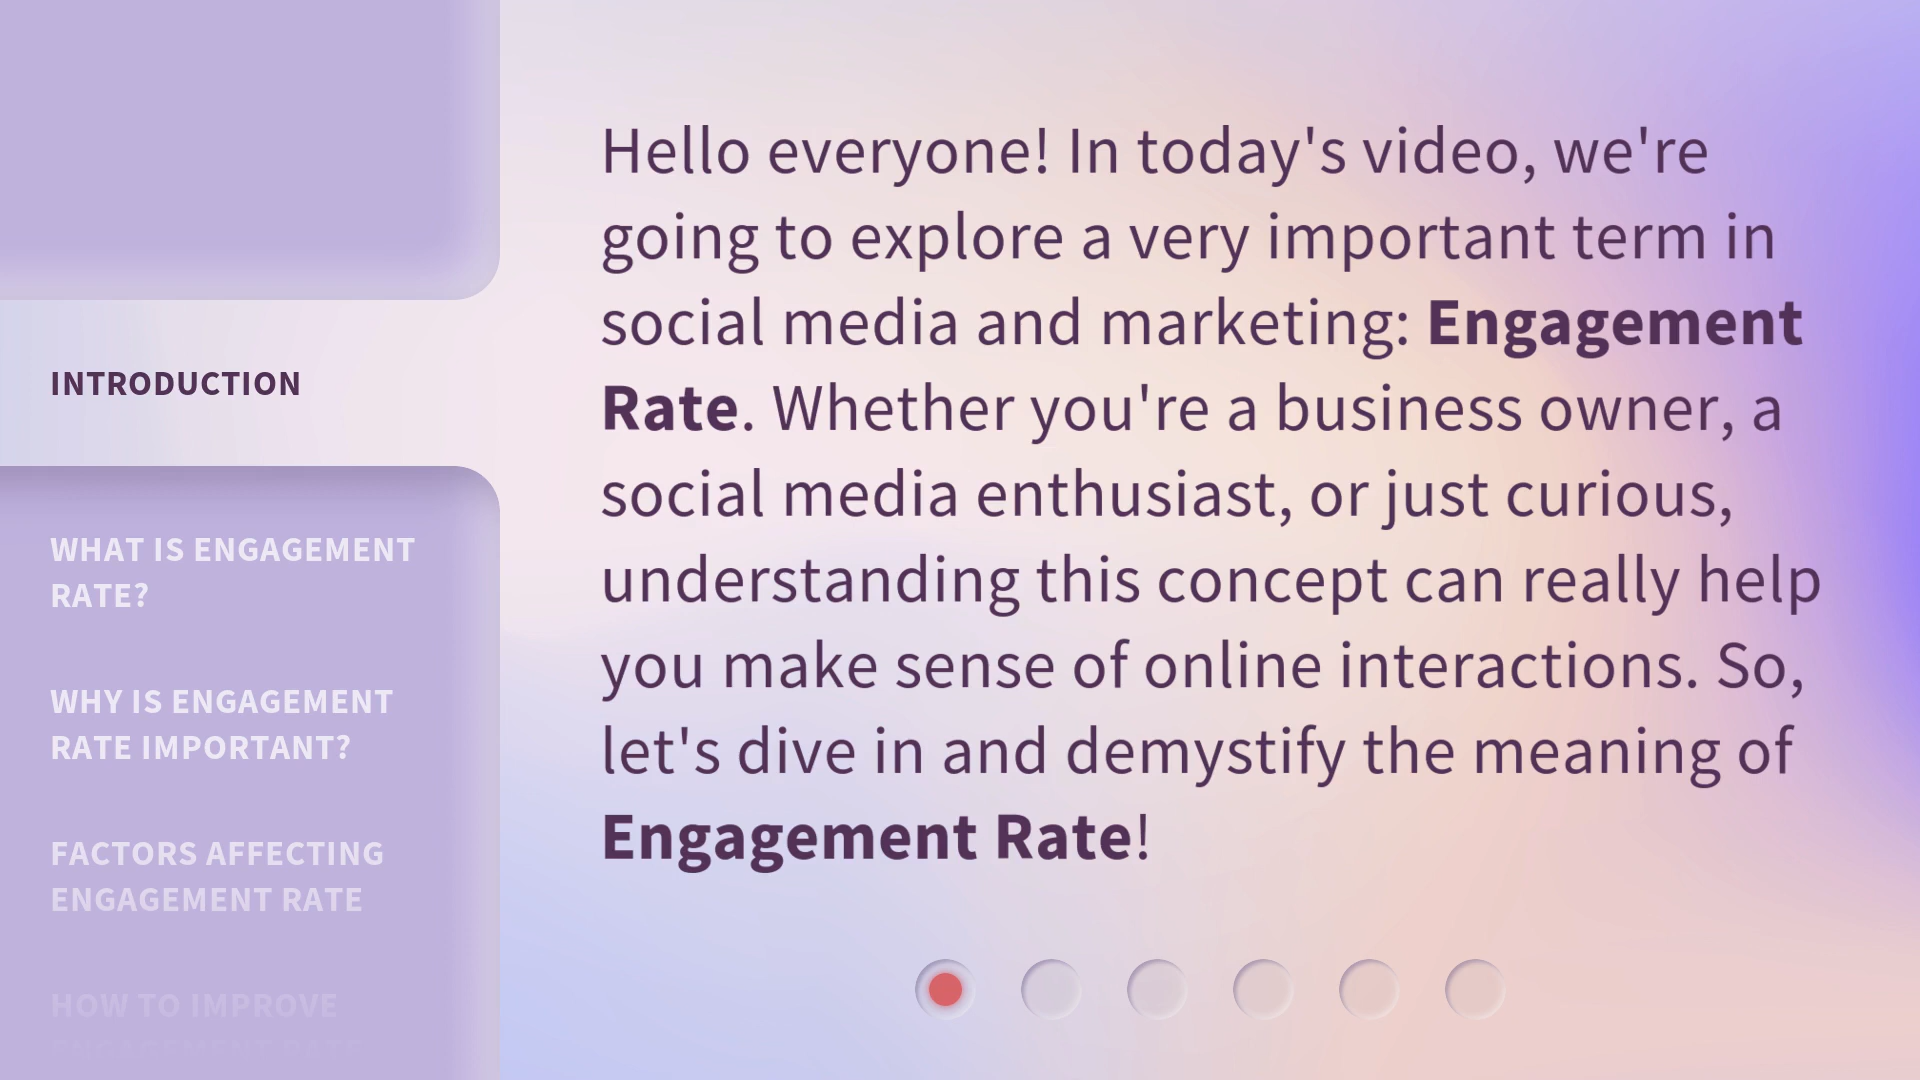 INTRODUCTION
WHAT IS ENGAGEMENT
RATE?
WHY IS ENGAGEMENT
RATE IMPORTANT?
FACTORS AFFECTING
ENGAGEMENT RATE
HOW TO IMPROVE
ENGAGEMENT RATE
Hello everyone! In today's video, we're
going to explore a very important term in
social media and marketing: Engagement
Rate. Whether you're a business owner, a
social media enthusiast, or just curious,
understanding this concept can really help
you make sense of online interactions. So,
let's dive in and demystify the meaning of
Engagement Rate!